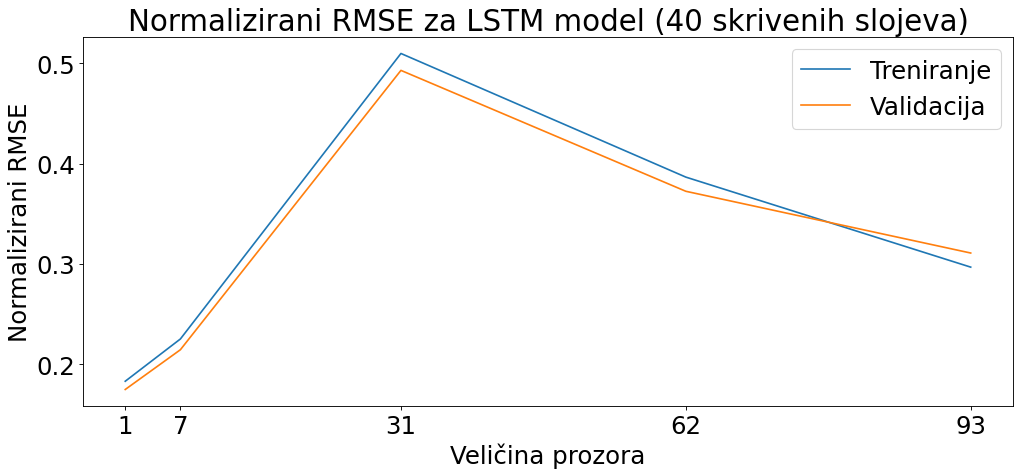 Normalizirani RMSE za LSTM model (40 skrivenih slojeva)
Normalizirani RMSE
0.5
0.4
0.3
0.2
Treniranje
Validacija
1 7 31 62 93
Veličina prozora